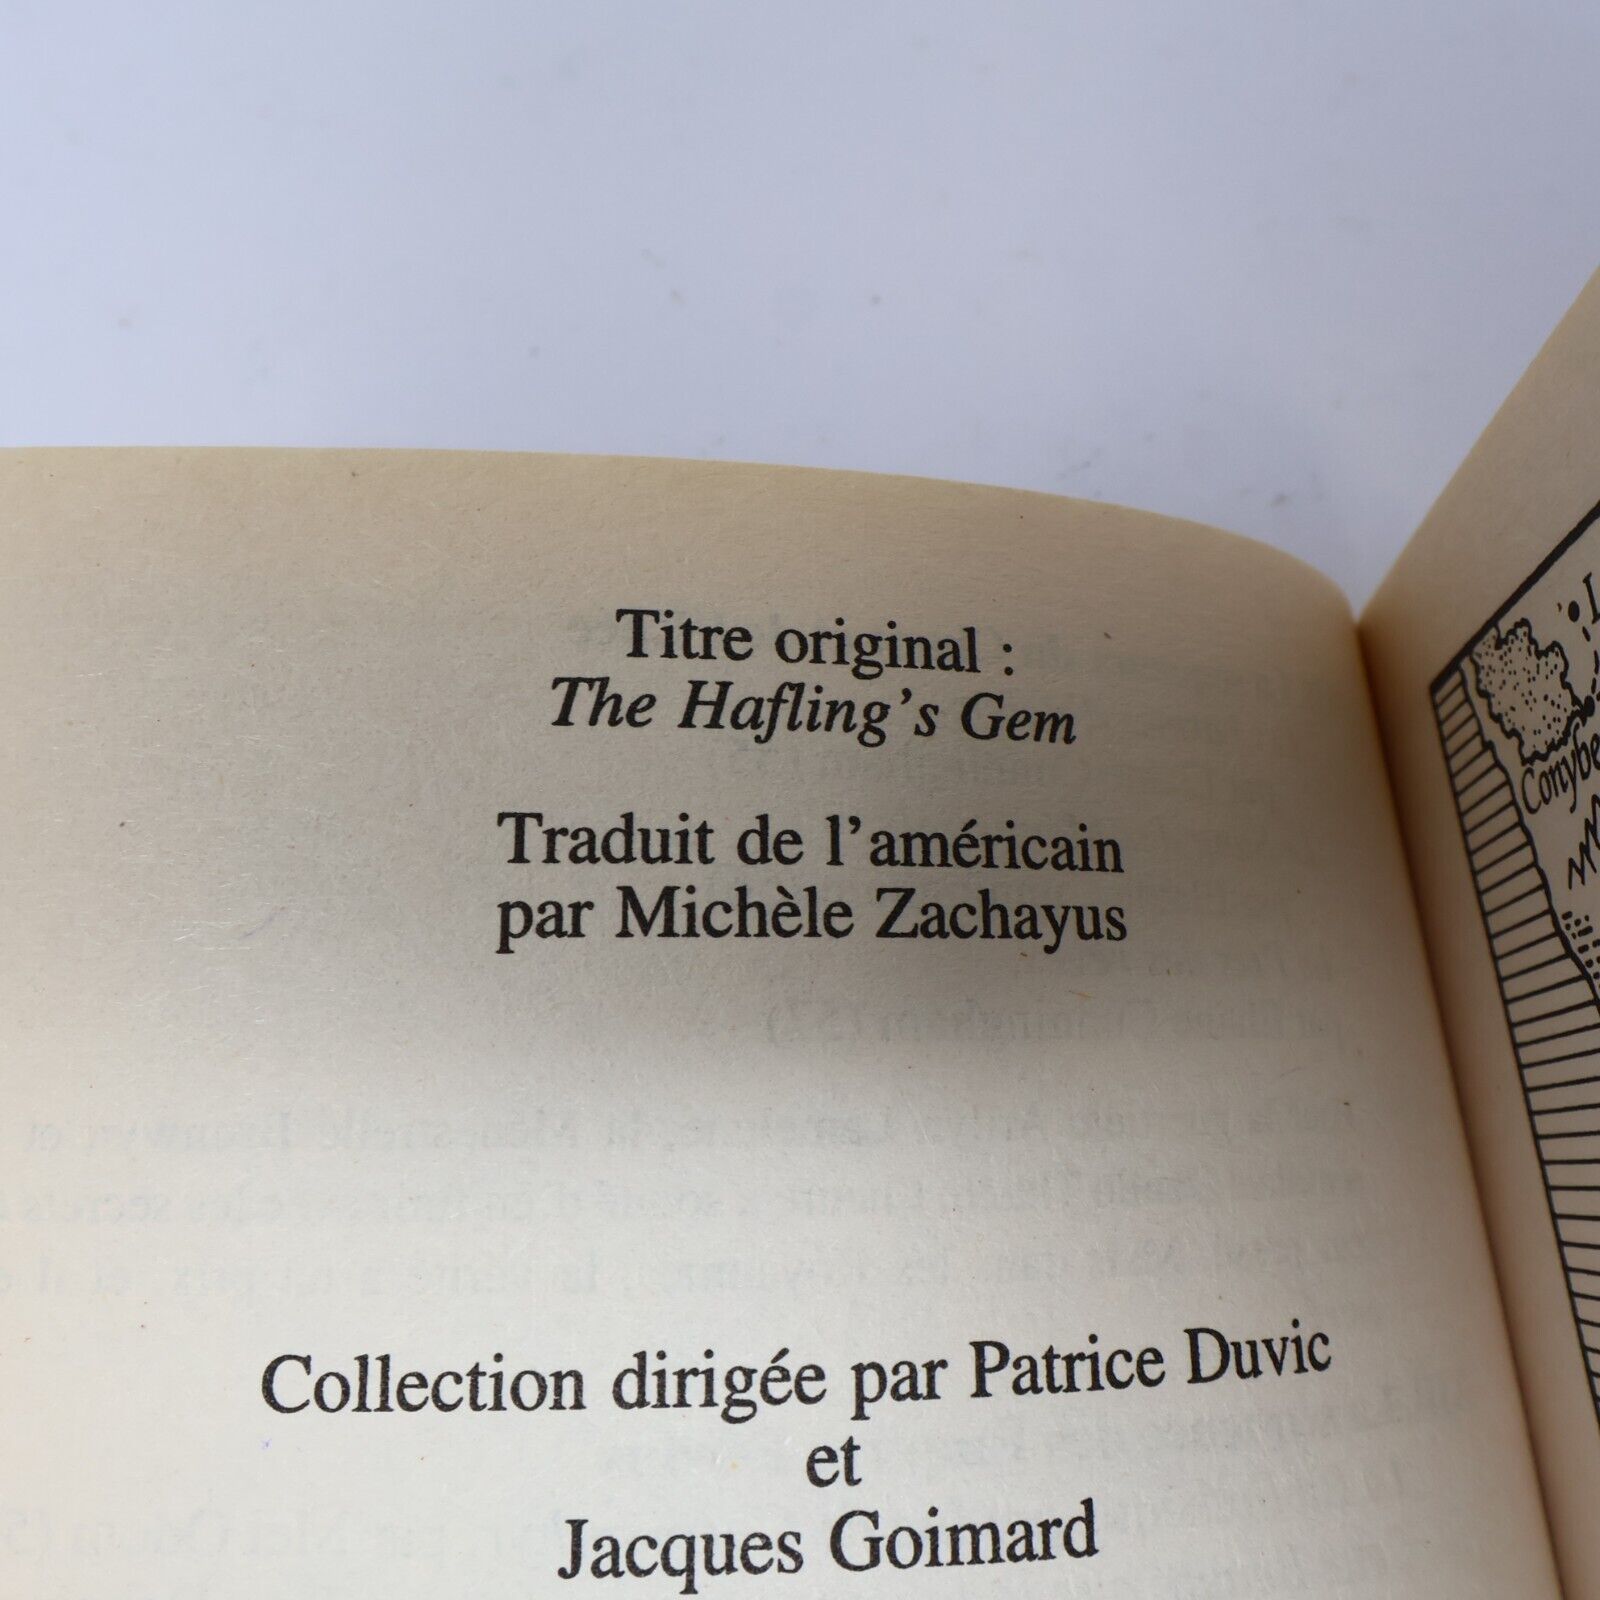 Titre original :
The Hafling's Gem
Traduit de l'américain
par Michèle Zachayus
Collection dirigée par Patrice Duvic
et
Jacques Goimard